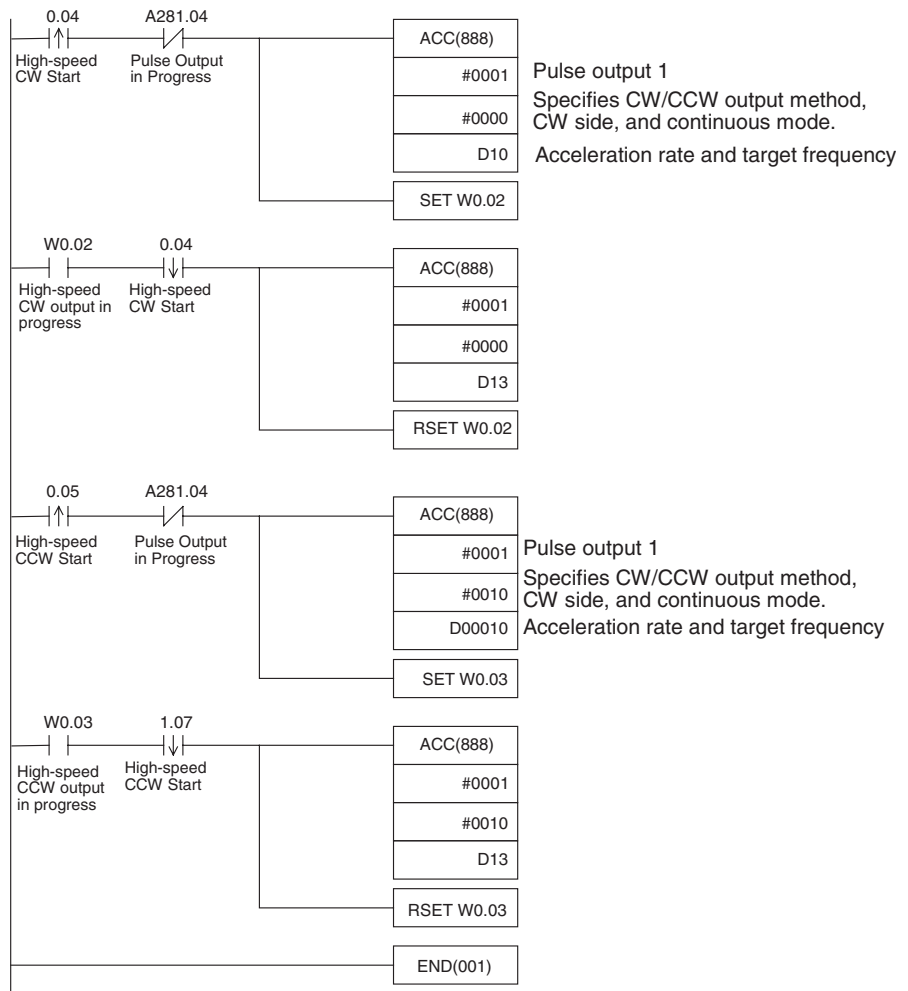 0.04 A281.04
ACC(888)
High-speed
CW Start
Pulse Output
in Progress
#0001 Pulse output 1
#0000 Specifies CW/CCW output method,
CW side, and continuous mode.
D10 Acceleration rate and target frequency
SET W0.02
W0.02 0.04
ACC(888)
High-speed
CW output in
progress
High-speed
CW Start
#0001
#0000
D13
RSET W0.02
0.05 A281.04
ACC(888)
High-speed
CCW Start
Pulse Output
in Progress
#0001 Pulse output 1
#0010 Specifies CW/CCW output method,
CW side, and continuous mode.
D00010 Acceleration rate and target frequency
SET W0.03
W0.03 1.07
ACC(888)
High-speed
CCW output
in progress
High-speed
CCW Start
#0001
#0010
D13
RSET W0.03
END(001)